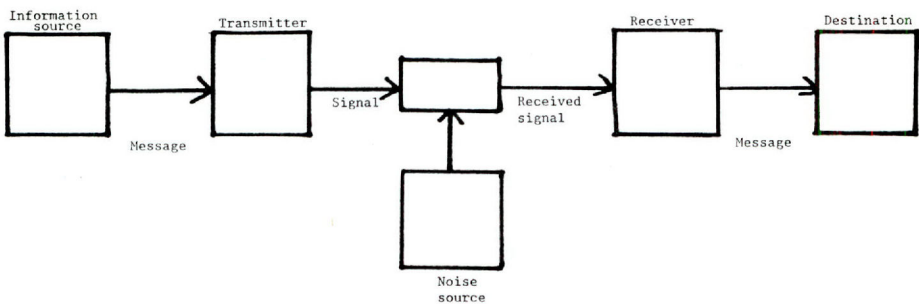 Information
source
Transmitter
Receiver
Destination
Signal
Received
signal
Message
Message
Noise
source